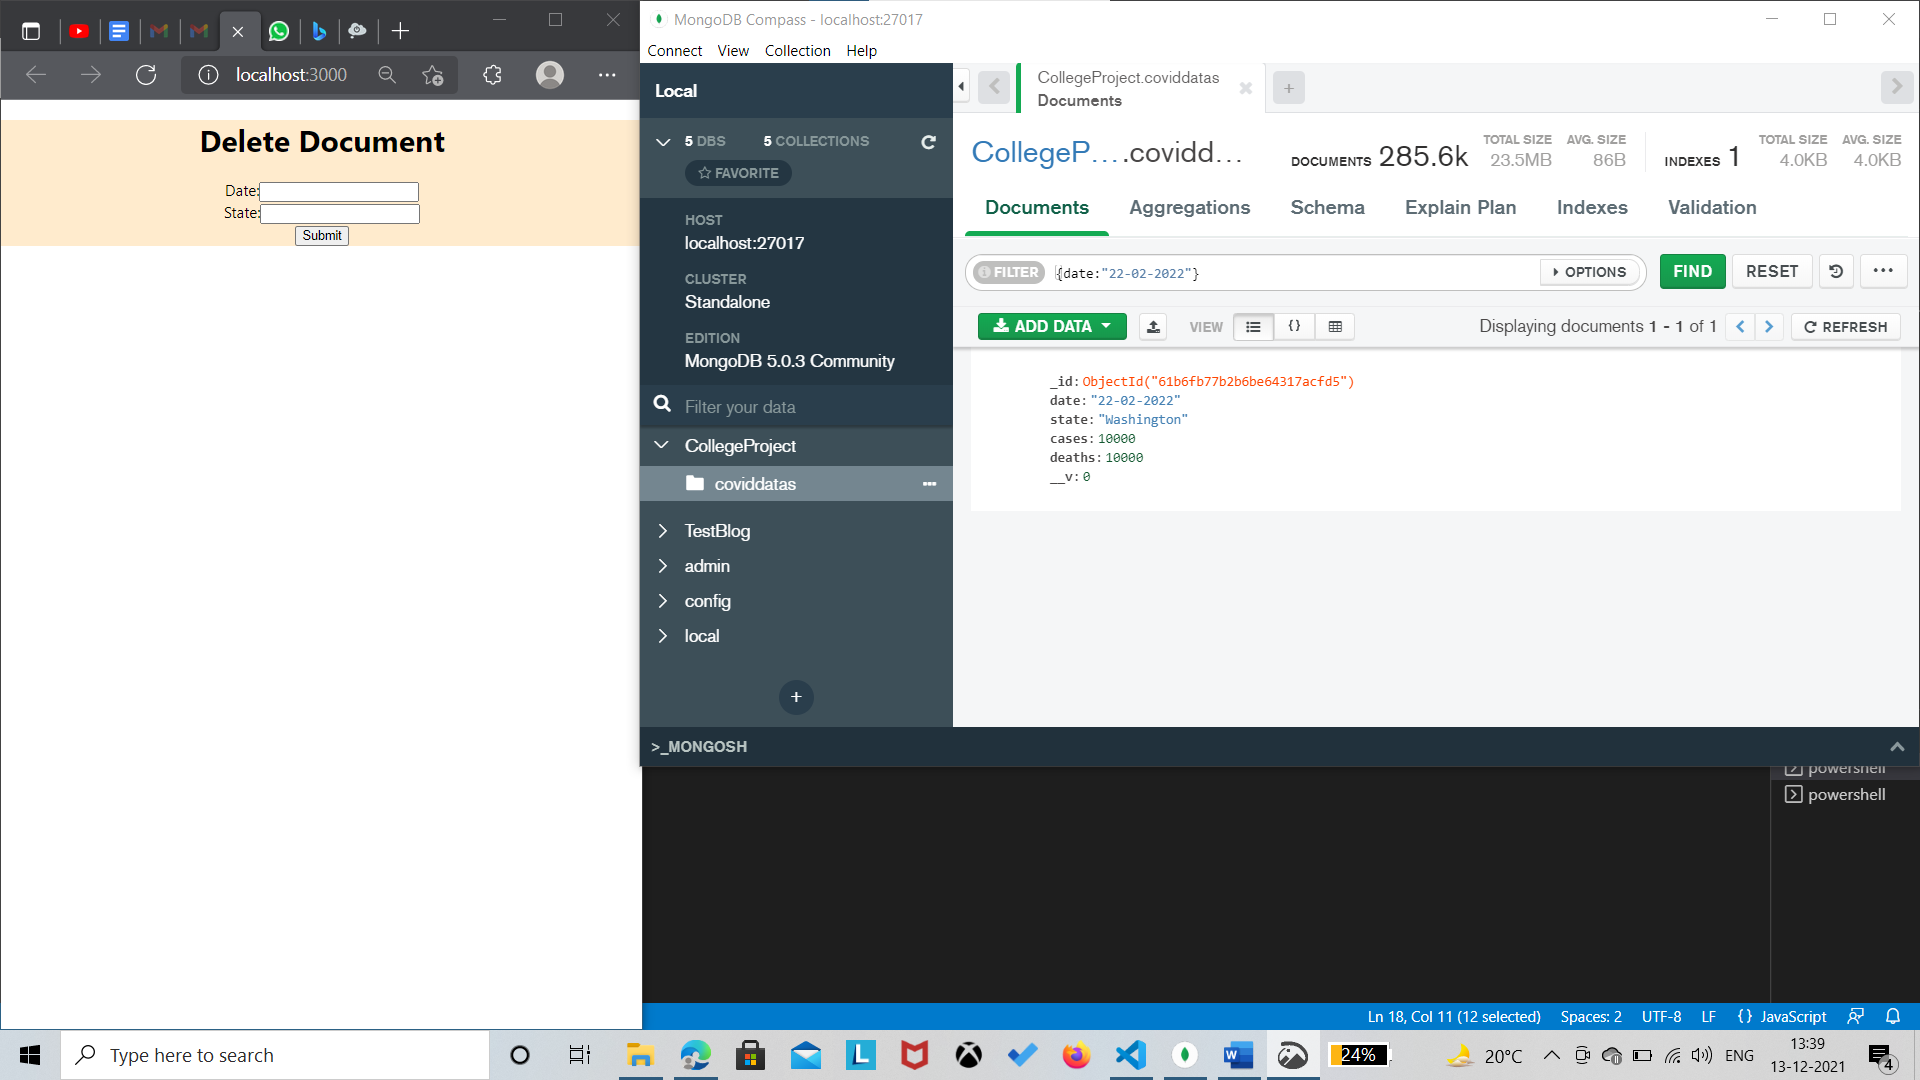 localhost:3000
Delete Document
Date:
State:
Submit
MongoDB Compass - localhost:27017
Connect View Collection Help
Local
5 DBS 5 COLLECTIONS
FAVORITE
HOST
localhost:27017
CLUSTER
Standalone
EDITION
MongoDB 5.0.3 Community
Filter your data
CollegeProject
coviddatas
TestBlog
admin
config
local
CollegeProject.coviddatas
Documents
CollegeP... .covidd...
DOCUMENTS 285.6k
TOTAL SIZE 23.5MB
AVG. SIZE 86B
INDEXES 1
TOTAL SIZE 4.0KB
AVG. SIZE 4.0KB
Documents Aggregations Schema Explain Plan Indexes Validation
FILTER {date:"22-02-2022"} OPTIONS FIND RESET
ADD DATA VIEW {} Displaying documents 1 - 1 of 1 REFRESH
_id: ObjectId("61b6fb77b2b6be64317acfd5")
date: "22-02-2022"
state: "Washington"
cases: 10000
deaths: 10000
__v: 0
>_MONGOSH
powershell
powershell
Ln 18, Col 11 (12 selected) Spaces: 2 UTF-8 LF {} JavaScript
Type here to search
24%
20°C
ENG
13:39
13-12-2021
4